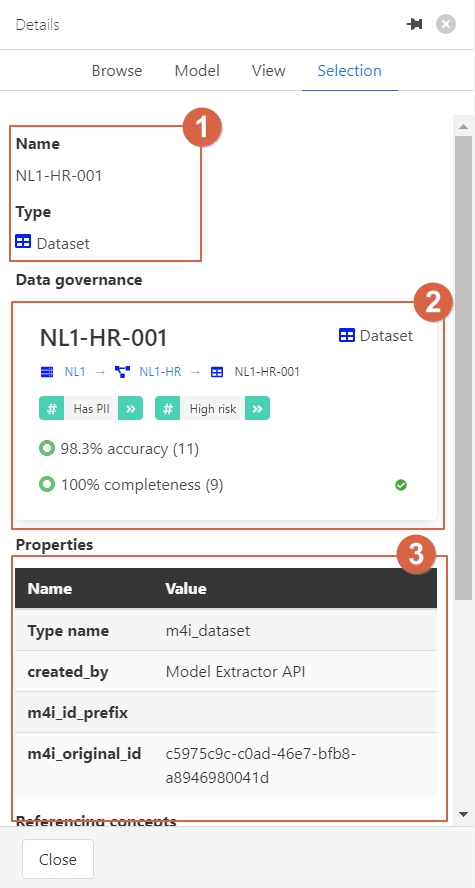 Details
Browse Model View Selection
1
Name
NL1-HR-001
Type
Dataset
Data governance
2
NL1-HR-001 Dataset
NL1 → NL1-HR → NL1-HR-001
# Has PII » # High risk »
98.3% accuracy (11)
100% completeness (9)
Properties
3
Name Value
Type name m4i_dataset
created_by Model Extractor API
m4i_id_prefix
m4i_original_id c5975c9c-c0ad-46e7-bfb8-
a8946980041d
Referencing concepts
Close